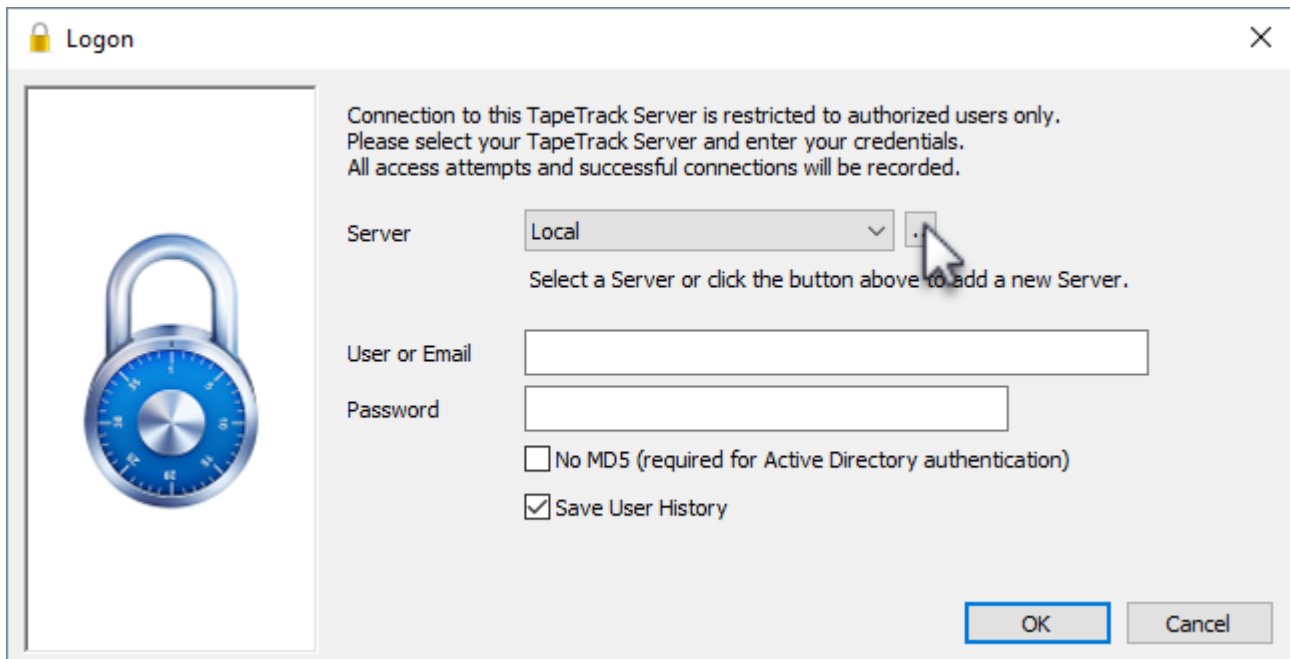 Logon
Connection to this TapeTrack Server is restricted to authorized users only.
Please select your TapeTrack Server and enter your credentials.
All access attempts and successful connections will be recorded.
Server
Local
Select a Server or click the button above to add a new Server.
User or Email
Password
No MD5 (required for Active Directory authentication)
Save User History
OK
Cancel